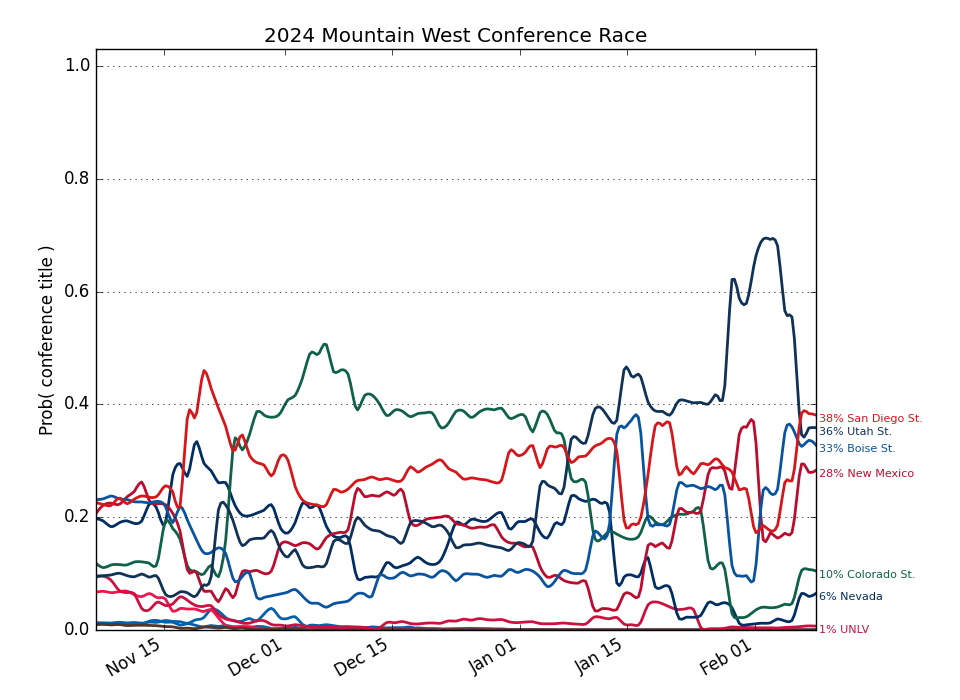 2024 Mountain West Conference Race
Prob( conference title )
1.0
0.8
0.6
0.4
0.2
0.0
38% San Diego St.
36% Utah St.
33% Boise St.
28% New Mexico
10% Colorado St.
6% Nevada
1% UNLV
Nov 15
Dec 01
Dec 15
Jan 01
Jan 15
Feb 01